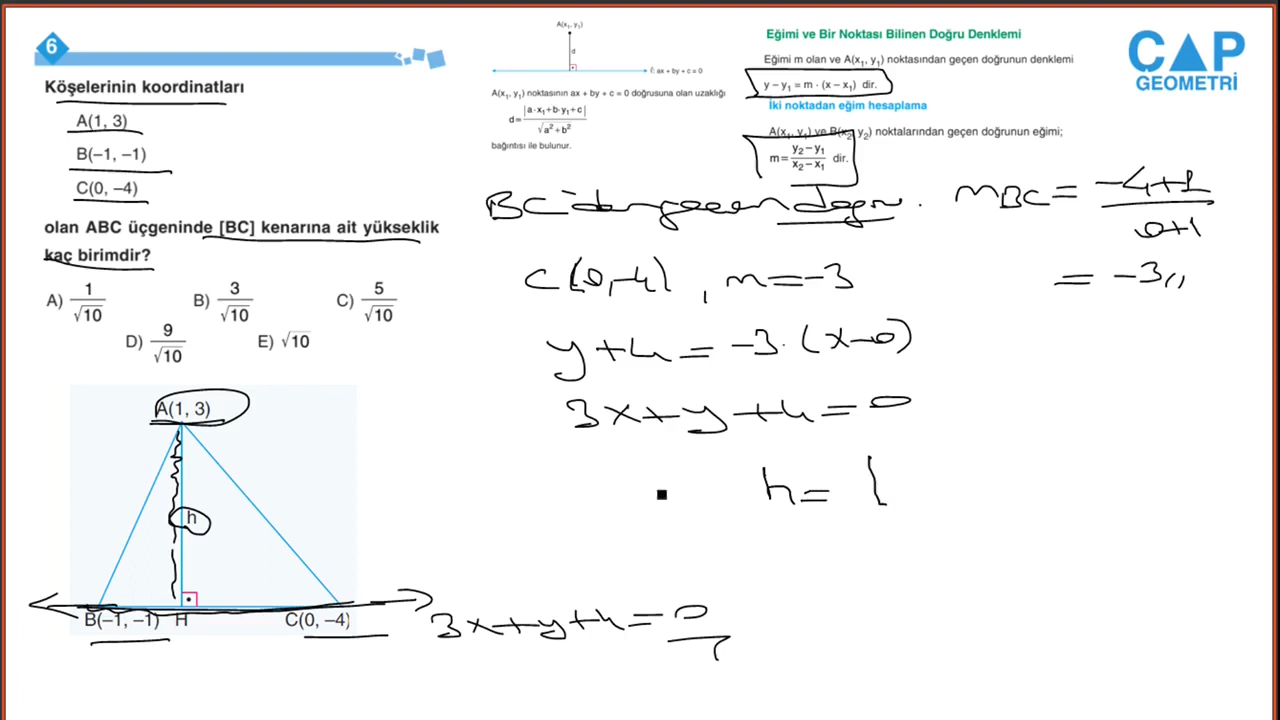 6
Köşelerinin koordinatları
A(1, 3)
B(–1, –1)
C(0, –4)
olan ABC üçgeninde [BC] kenarına ait yükseklik
kaç birimdir?
A) 1/√10 B) 3/√10 C) 5/√10
D) 9/√10 E) √10
A(1, 3)
h
B(–1, –1) H C(0, –4)
3x+y+4=0
A(x₁, y₁)
d
ℓ: ax + by + c = 0
A(x₁, y₁) noktasının ax + by + c = 0 doğrusuna olan uzaklığı
d= |a·x₁+b·y₁+c| / √a²+b²
bağıntısı ile bulunur.
Eğimi ve Bir Noktası Bilinen Doğru Denklemi
Eğimi m olan ve A(x₁, y₁) noktasından geçen doğrunun denklemi
y – y₁ = m · (x – x₁) dir.
İki noktadan eğim hesaplama
A(x₁, y₁) ve B(x₂, y₂) noktalarından geçen doğrunun eğimi;
m= y₂–y₁ / x₂–x₁ dir.
CAP
GEOMETRİ
BC'den geçen doğru. mBC = -4+1 / 0+1
= -3
C(0,-4), m=-3
y+4=-3.(x-0)
3x+y+4=0
h= |